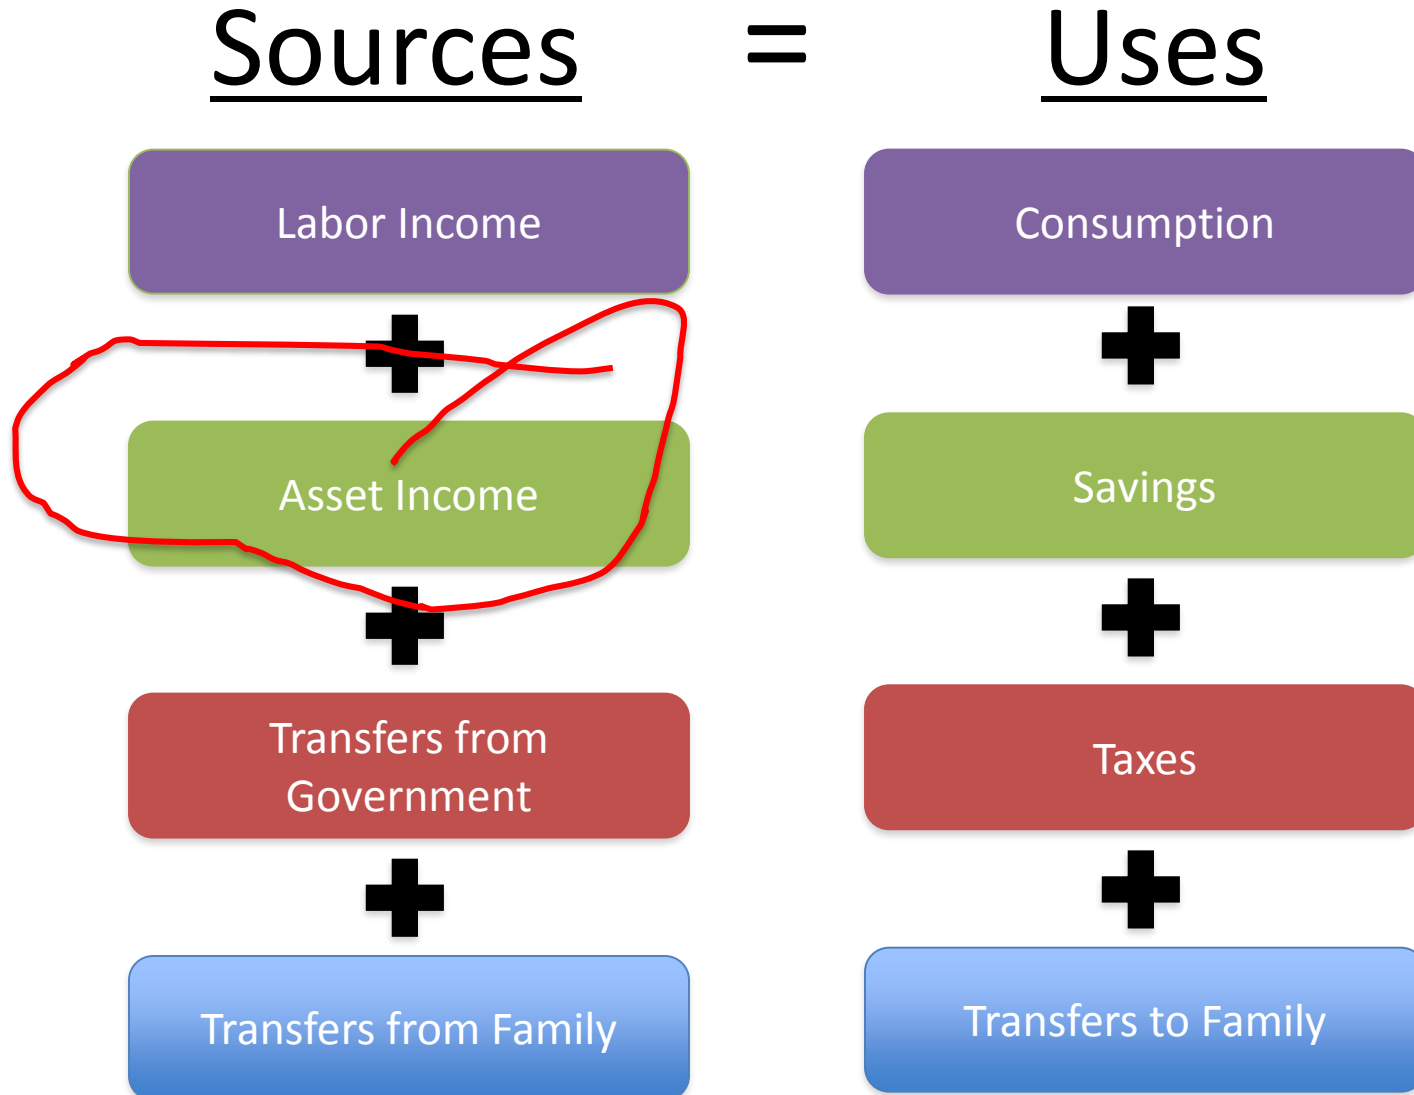 Sources = Uses
Labor Income
Consumption
Asset Income
Savings
Transfers from
Government
Taxes
Transfers from Family
Transfers to Family